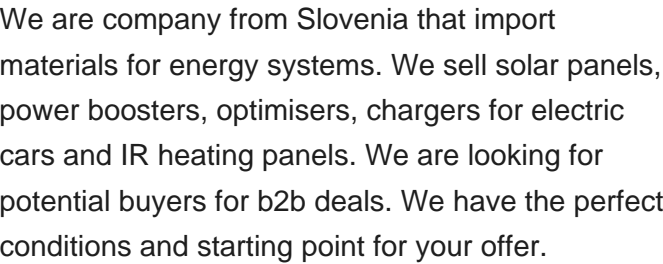 We are company from Slovenia that import
materials for energy systems. We sell solar panels,
power boosters, optimisers, chargers for electric
cars and IR heating panels. We are looking for
potential buyers for b2b deals. We have the perfect
conditions and starting point for your offer.